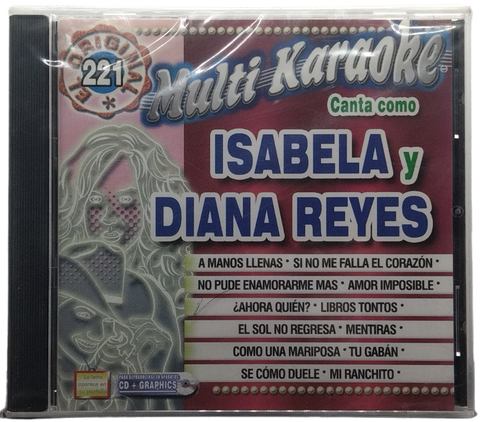 EL ORIGINAL
221
Multi Karaoke
Canta como
ISABELA y
DIANA REYES
A MANOS LLENAS · SI NO ME FALLA EL CORAZÓN ·
NO PUDE ENAMORARME MAS · AMOR IMPOSIBLE ·
¿AHORA QUIÉN? · LIBROS TONTOS ·
EL SOL NO REGRESA · MENTIRAS ·
COMO UNA MARIPOSA · TU GABÁN ·
SE CÓMO DUELE · MI RANCHITO ·
CD + GRAPHICS